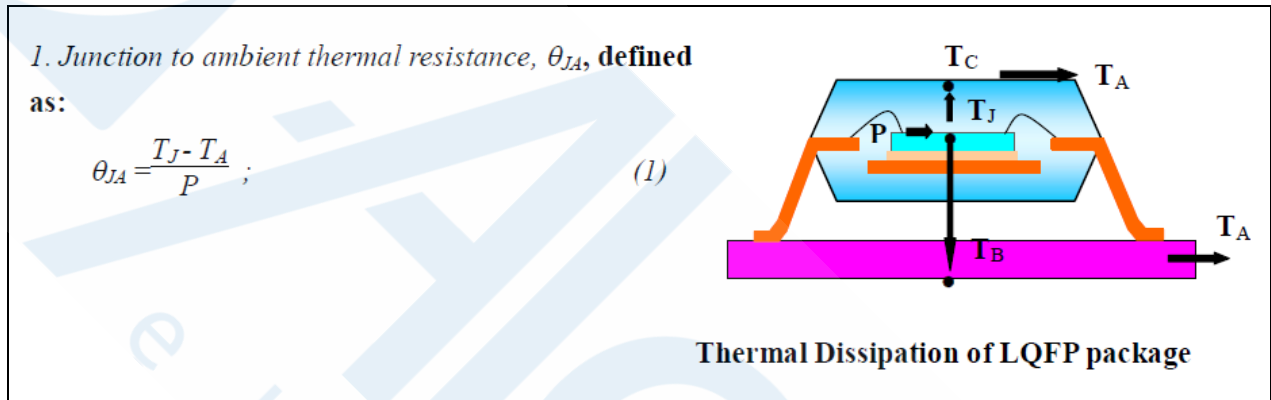 1. Junction to ambient thermal resistance, θJA, defined
as:
θJA = TJ - TA / P ; (1)
TC
TA
TJ
P
TA
TB
Thermal Dissipation of LQFP package